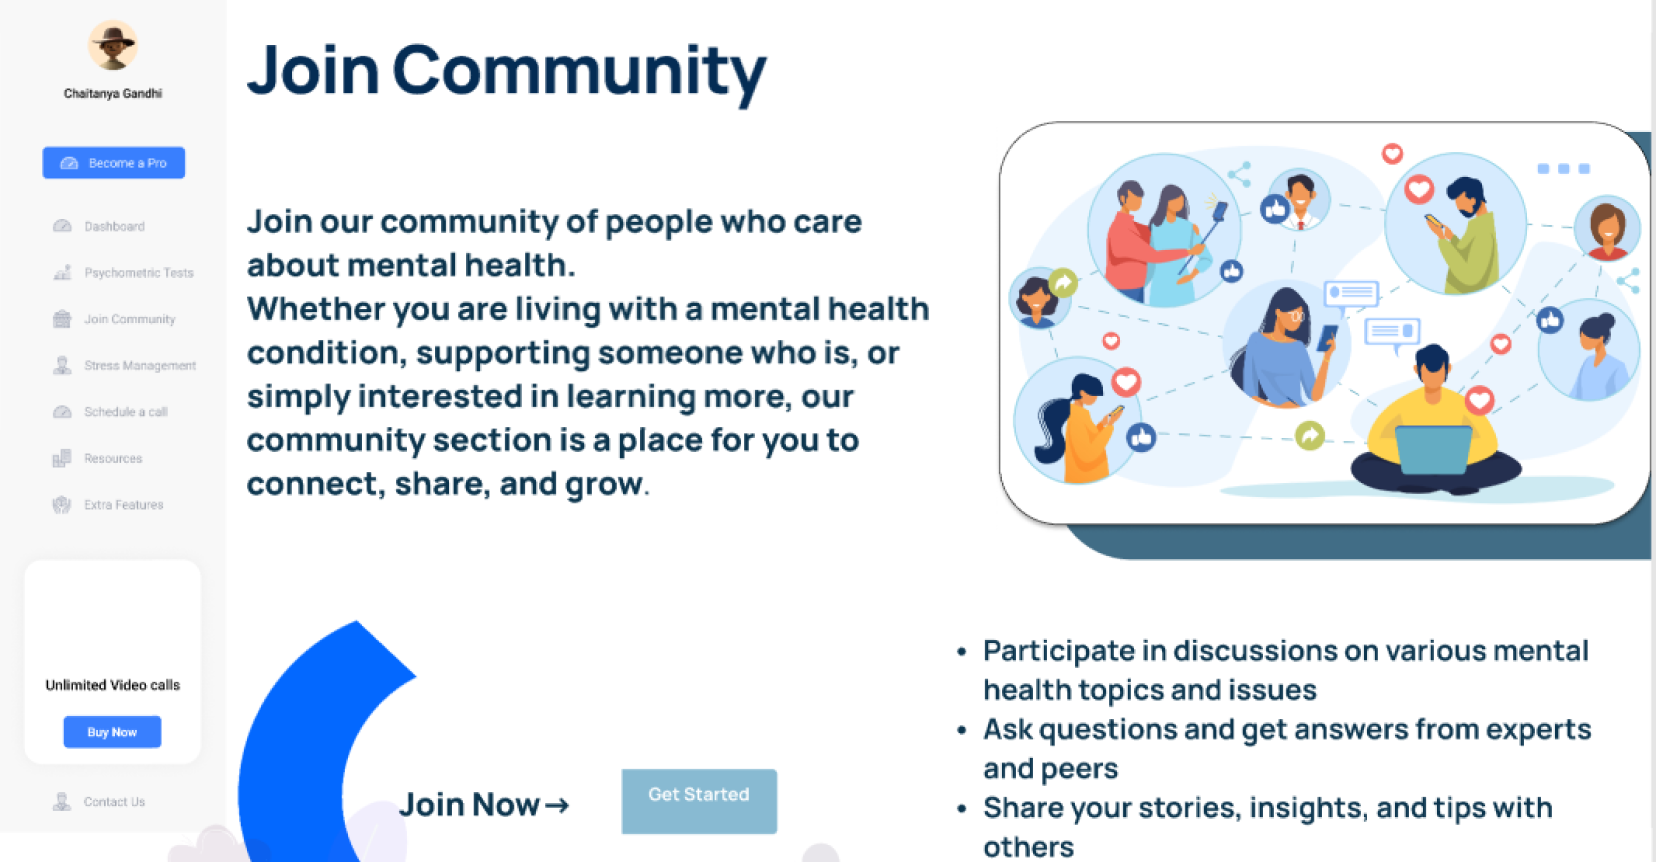 Chaitanya Gandhi
Become a Pro
Dashboard
Psychometric Tests
Join Community
Stress Management
Schedule a call
Resources
Extra Features
Unlimited Video calls
Buy Now
Contact Us
Join Community
Join our community of people who care
about mental health.
Whether you are living with a mental health
condition, supporting someone who is, or
simply interested in learning more, our
community section is a place for you to
connect, share, and grow.
Join Now→
Get Started
• Participate in discussions on various mental
health topics and issues
• Ask questions and get answers from experts
and peers
• Share your stories, insights, and tips with
others